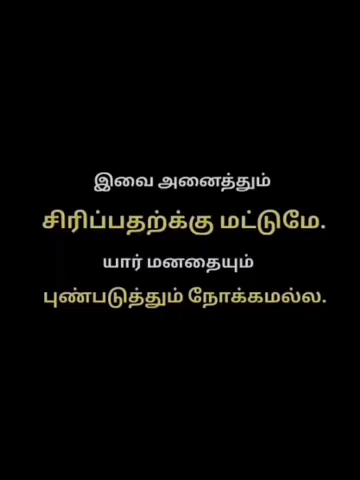 இவை அனைத்தும்
சிரிப்பதற்க்கு மட்டுமே.
யார் மனதையும்
புண்படுத்தும் நோக்கமல்ல.